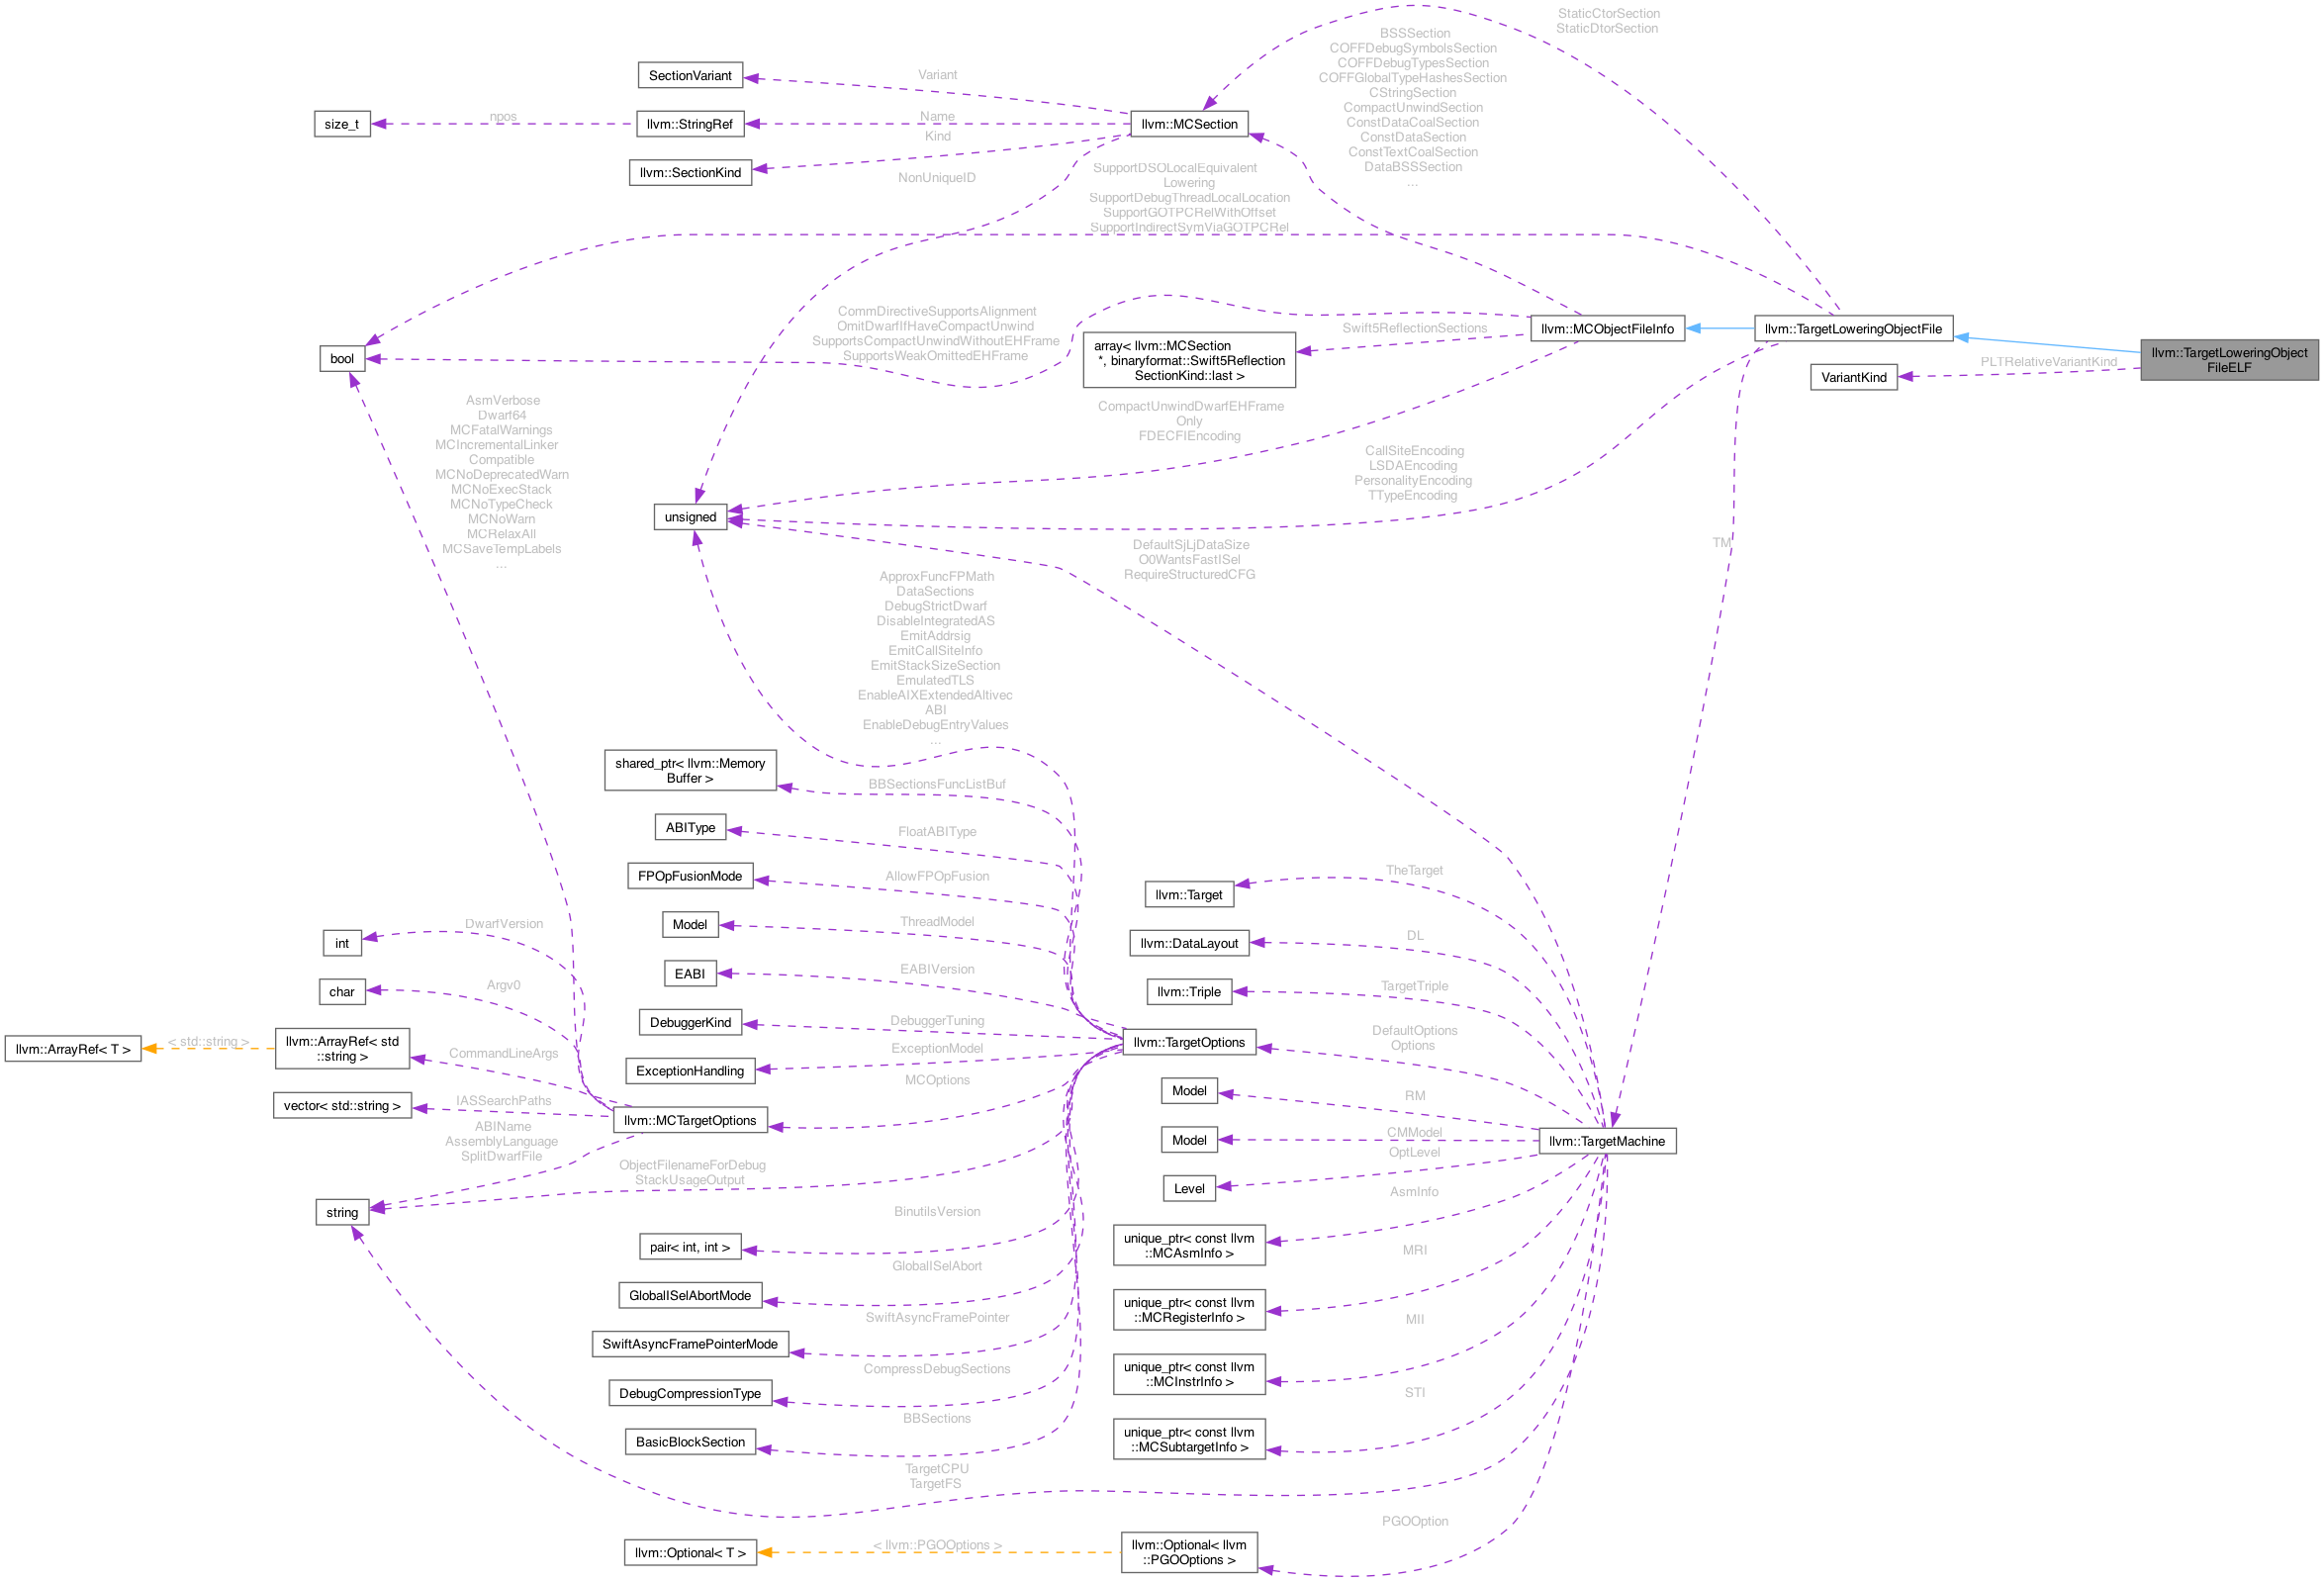 StaticCtorSection
StaticDtorSection
BSSSection
COFFDebugSymbolsSection
COFFDebugTypesSection
COFFGlobalTypeHashesSection
CStringSection
CompactUnwindSection
ConstDataCoalSection
ConstDataSection
ConstTextCoalSection
DataBSSSection
...
SectionVariant
Variant
size_t
npos
llvm::StringRef
Name
llvm::MCSection
Kind
llvm::SectionKind
NonUniqueID
SupportDSOLocalEquivalent
Lowering
SupportDebugThreadLocalLocation
SupportGOTPCRelWithOffset
SupportIndirectSymViaGOTPCRel
CommDirectiveSupportsAlignment
OmitDwarfIfHaveCompactUnwind
SupportsCompactUnwindWithoutEHFrame
SupportsWeakOmittedEHFrame
bool
array< llvm::MCSection
*, binaryformat::Swift5Reflection
SectionKind::last >
Swift5ReflectionSections
llvm::MCObjectFileInfo
llvm::TargetLoweringObjectFile
llvm::TargetLoweringObject
FileELF
PLTRelativeVariantKind
VariantKind
AsmVerbose
Dwarf64
MCFatalWarnings
MCIncrementalLinker
Compatible
MCNoDeprecatedWarn
MCNoExecStack
MCNoTypeCheck
MCNoWarn
MCRelaxAll
MCSaveTempLabels
...
CompactUnwindDwarfEHFrame
Only
FDECFIEncoding
CallSiteEncoding
LSDAEncoding
PersonalityEncoding
TTypeEncoding
unsigned
TM
DefaultSjLjDataSize
O0WantsFastISel
RequireStructuredCFG
ApproxFuncFPMath
DataSections
DebugStrictDwarf
DisableIntegratedAS
EmitAddrsig
EmitCallSiteInfo
EmitStackSizeSection
EmulatedTLS
EnableAIXExtendedAltivec
ABI
EnableDebugEntryValues
...
shared_ptr< llvm::Memory
Buffer >
BBSectionsFuncListBuf
ABIType
FloatABIType
FPOpFusionMode
AllowFPOpFusion
Model
ThreadModel
EABI
EABIVersion
DebuggerKind
DebuggerTuning
ExceptionHandling
ExceptionModel
llvm::TargetOptions
MCOptions
llvm::Target
TheTarget
llvm::DataLayout
DL
llvm::Triple
TargetTriple
DefaultOptions
Options
Model
RM
Model
CMModel
Level
OptLevel
llvm::TargetMachine
int
DwarfVersion
char
Argv0
llvm::ArrayRef< T >
< std::string >
llvm::ArrayRef< std
::string >
CommandLineArgs
vector< std::string >
IASSearchPaths
llvm::MCTargetOptions
ABIName
AssemblyLanguage
SplitDwarfFile
string
ObjectFilenameForDebug
StackUsageOutput
pair< int, int >
BinutilsVersion
GlobalISelAbortMode
GlobalISelAbort
SwiftAsyncFramePointerMode
SwiftAsyncFramePointer
DebugCompressionType
CompressDebugSections
BasicBlockSection
BBSections
unique_ptr< const llvm
::MCAsmInfo >
AsmInfo
unique_ptr< const llvm
::MCRegisterInfo >
MRI
unique_ptr< const llvm
::MCInstrInfo >
MII
unique_ptr< const llvm
::MCSubtargetInfo >
STI
TargetCPU
TargetFS
llvm::Optional< T >
< llvm::PGOOptions >
llvm::Optional< llvm
::PGOOptions >
PGOOption